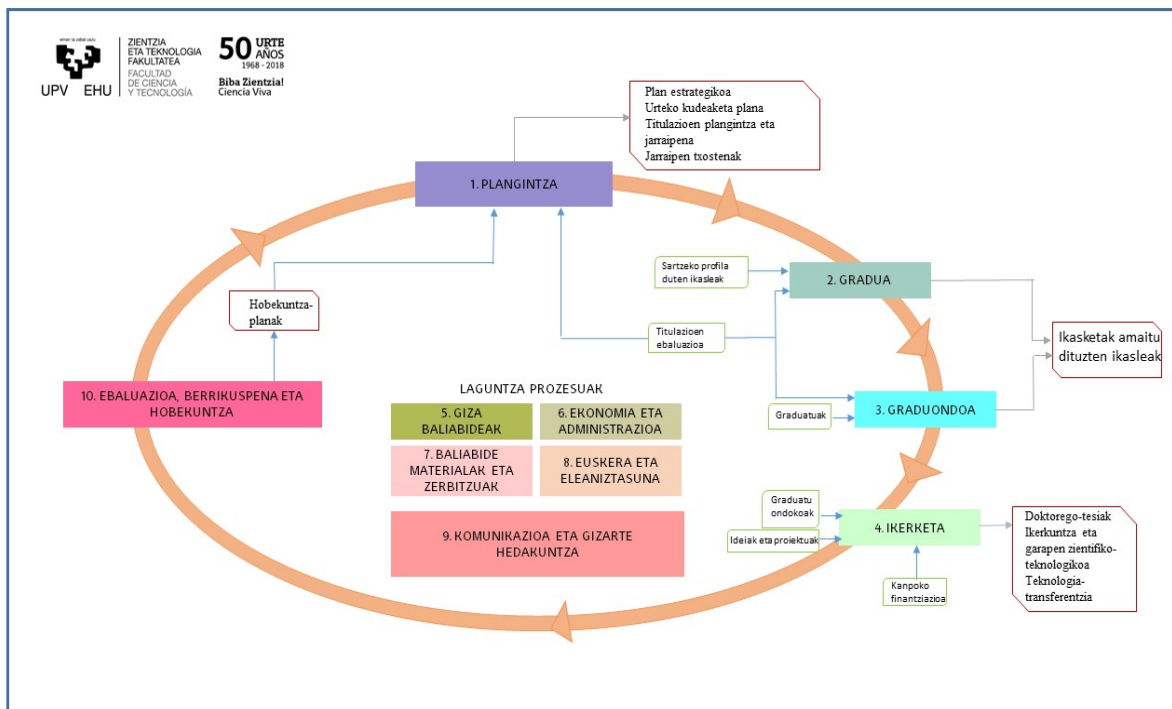 eman ta zabal zazu
UPV EHU
ZIENTZIA
ETA TEKNOLOGIA
FAKULTATEA
FACULTAD
DE CIENCIA
Y TECNOLOGÍA
50 URTE
AÑOS
1968 - 2018
Biba Zientzia!
Ciencia Viva
Plan estrategikoa
Urteko kudeaketa plana
Titulazioen plangintza eta
jarraipena
Jarraipen txostenak
1. PLANGINTZA
Sartzeko profila
duten ikasleak
2. GRADUA
Hobekuntza-
planak
Titulazioen
ebaluazioa
Ikasketak amaitu
dituzten ikasleak
10. EBALUAZIOA, BERRIKUSPENA ETA
HOBEKUNTZA
LAGUNTZA PROZESUAK
5. GIZA
BALIABIDEAK
6. EKONOMIA ETA
ADMINISTRAZIOA
Graduatuak
3. GRADUONDOA
7. BALIABIDE
MATERIALAK ETA
ZERBITZUAK
8. EUSKERA ETA
ELEANIZTASUNA
Graduatu
ondokoak
Ideiak eta proiektuak
4. IKERKETA
9. KOMUNIKAZIOA ETA GIZARTE
HEDAKUNTZA
Kanpoko
finantziazioa
Doktorego-tesiak
Ikerkuntza eta
garapen zientifiko-
teknologikoa
Teknologia-
transferentzia